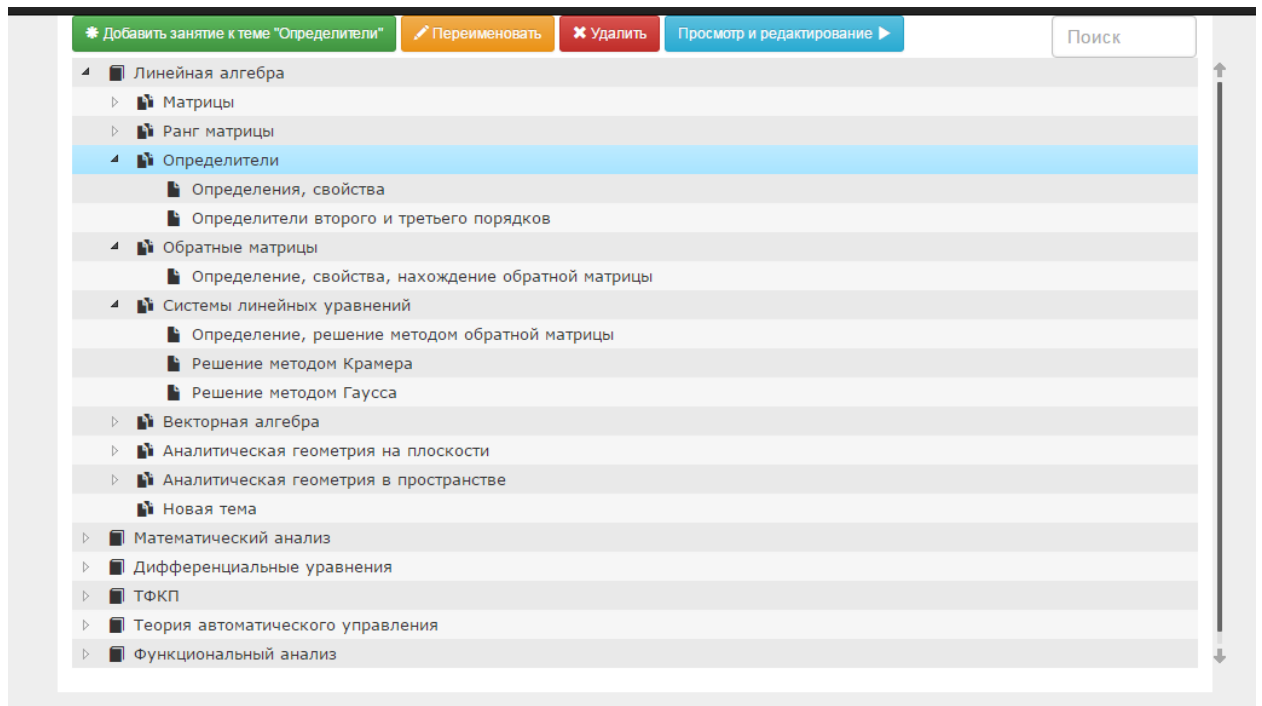 Добавить занятие к теме "Определители" Переименовать Удалить Просмотр и редактирование Поиск
Линейная алгебра
Матрицы
Ранг матрицы
Определители
Определения, свойства
Определители второго и третьего порядков
Обратные матрицы
Определение, свойства, нахождение обратной матрицы
Системы линейных уравнений
Определение, решение методом обратной матрицы
Решение методом Крамера
Решение методом Гаусса
Векторная алгебра
Аналитическая геометрия на плоскости
Аналитическая геометрия в пространстве
Новая тема
Математический анализ
Дифференциальные уравнения
ТФКП
Теория автоматического управления
Функциональный анализ